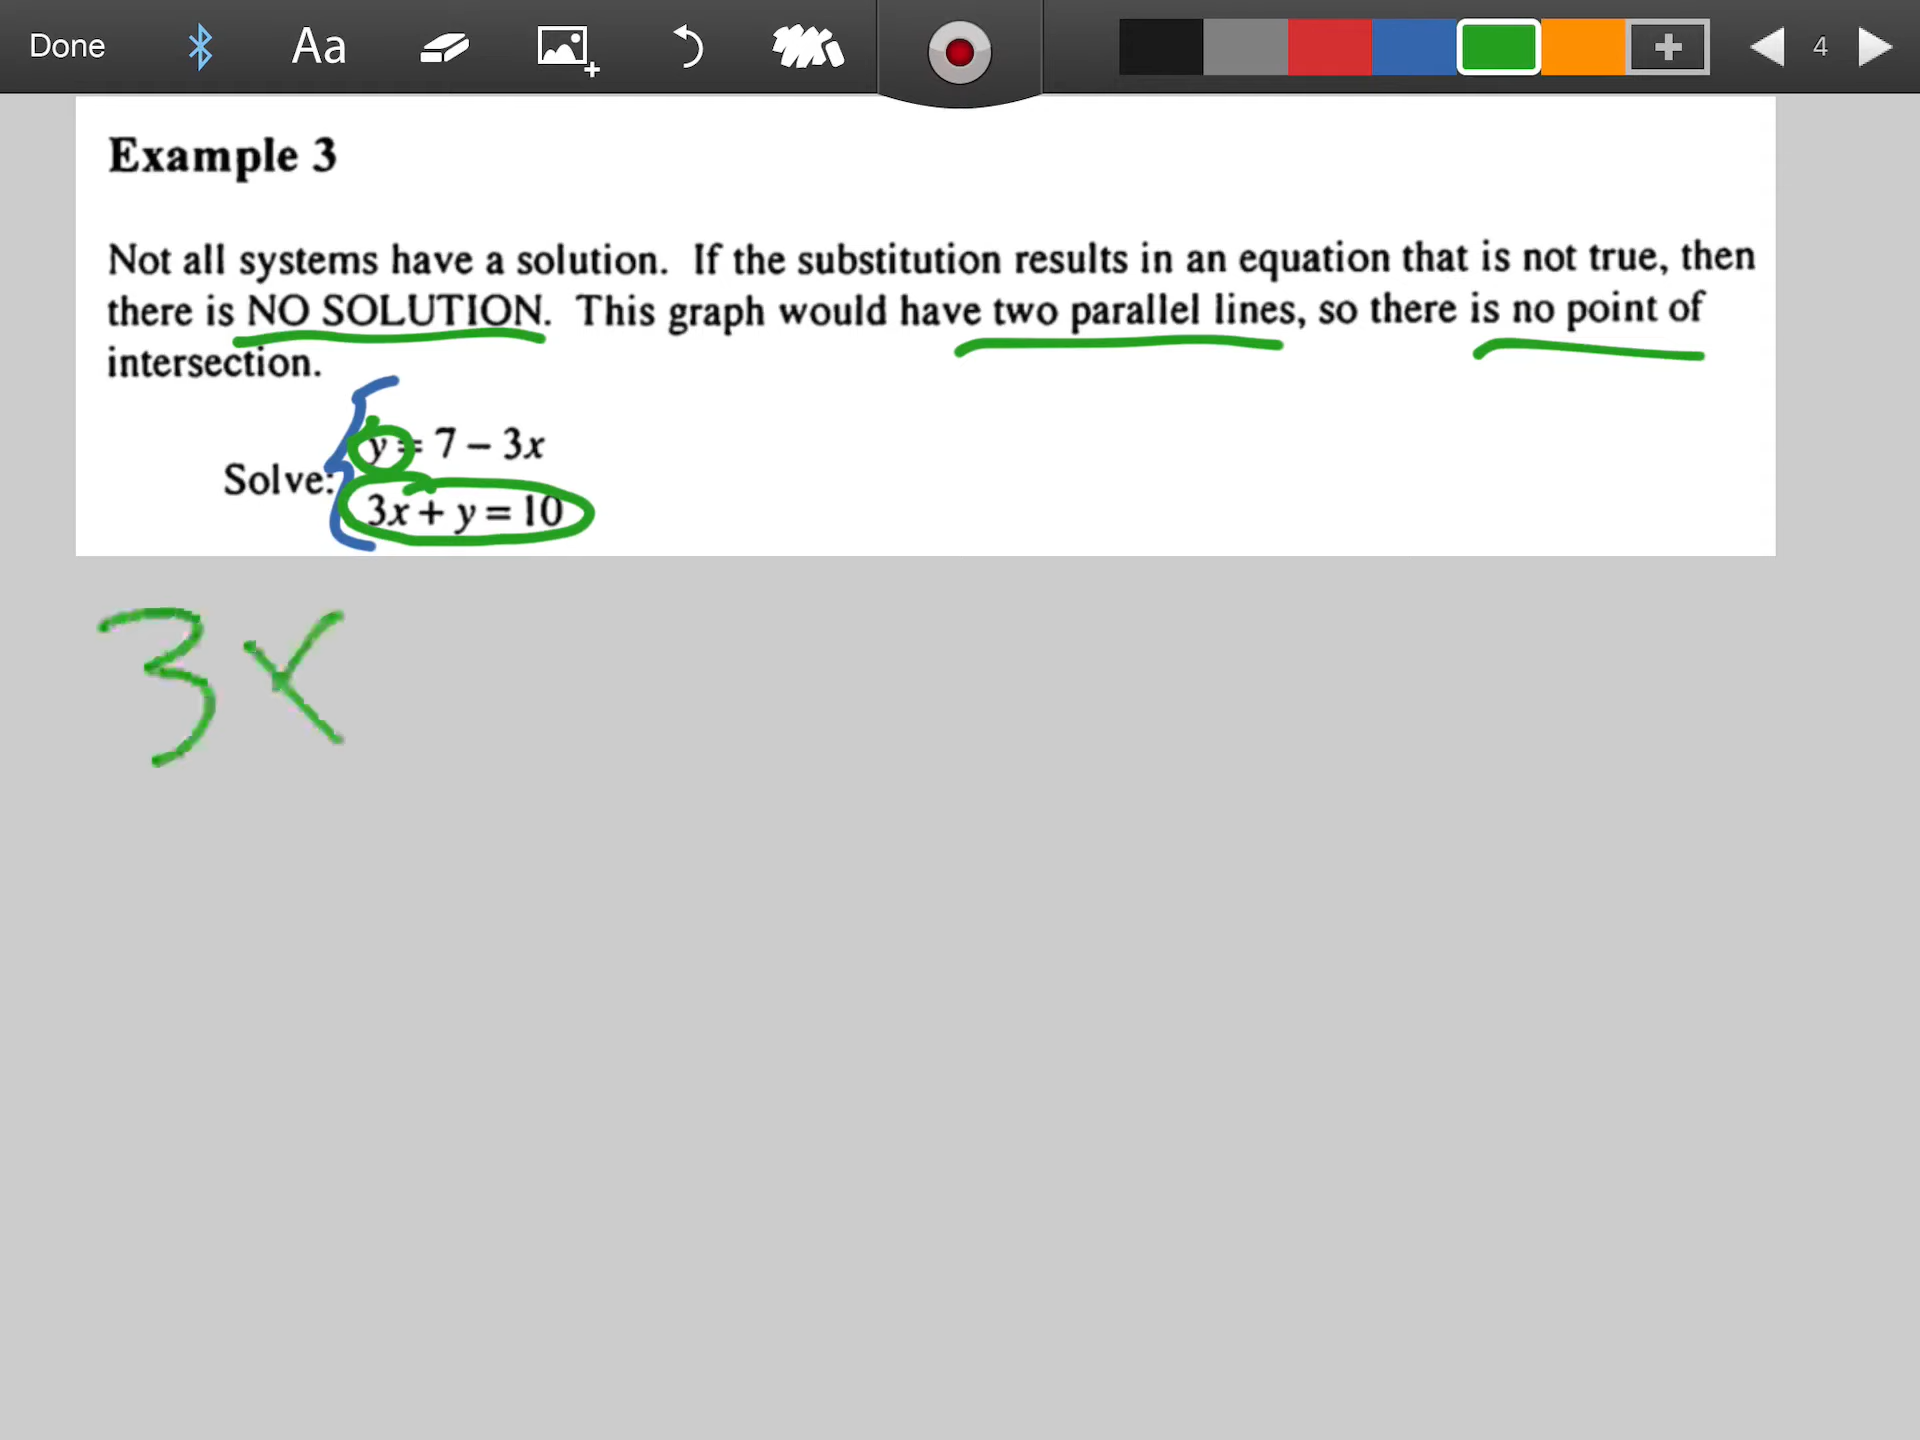 Done Aa 4
Example 3
Not all systems have a solution. If the substitution results in an equation that is not true, then
there is NO SOLUTION. This graph would have two parallel lines, so there is no point of
intersection.
y = 7 – 3x
Solve:
3x + y = 10
3x